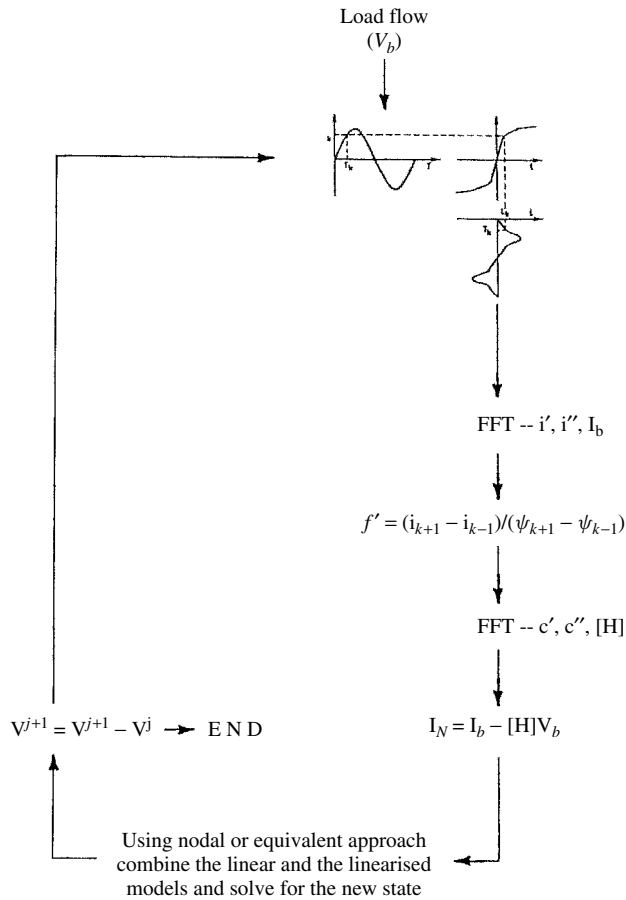 Load flow
(V_b)
T_k
FFT -- i′, i″, I_b
f′ = (i_{k+1} − i_{k−1})/(ψ_{k+1} − ψ_{k−1})
FFT -- c′, c″, [H]
V^{j+1} = V^{j+1} − V^j → E N D
I_N = I_b − [H]V_b
Using nodal or equivalent approach
combine the linear and the linearised
models and solve for the new state